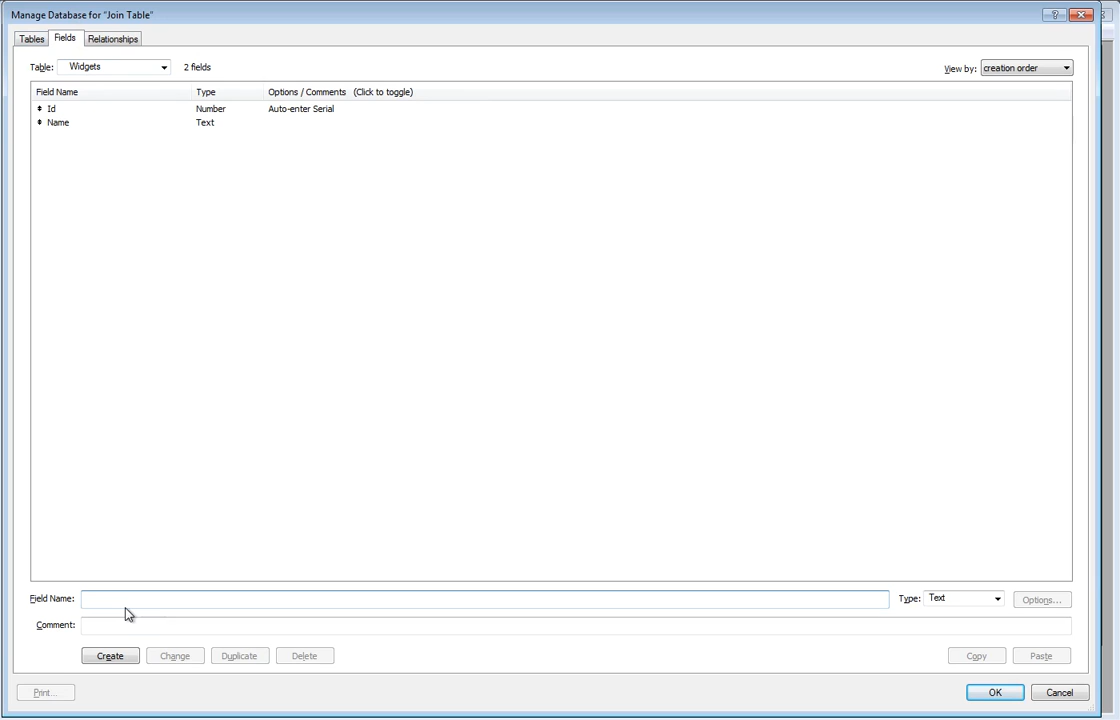 Manage Database for "Join Table"
?
Tables Fields Relationships
Table: Widgets 2 fields View by: creation order
Field Name Type Options / Comments (Click to toggle)
Id Number Auto-enter Serial
Name Text
Field Name: Type: Text Options...
Comment:
Create Change Duplicate Delete Copy Paste
Print... OK Cancel